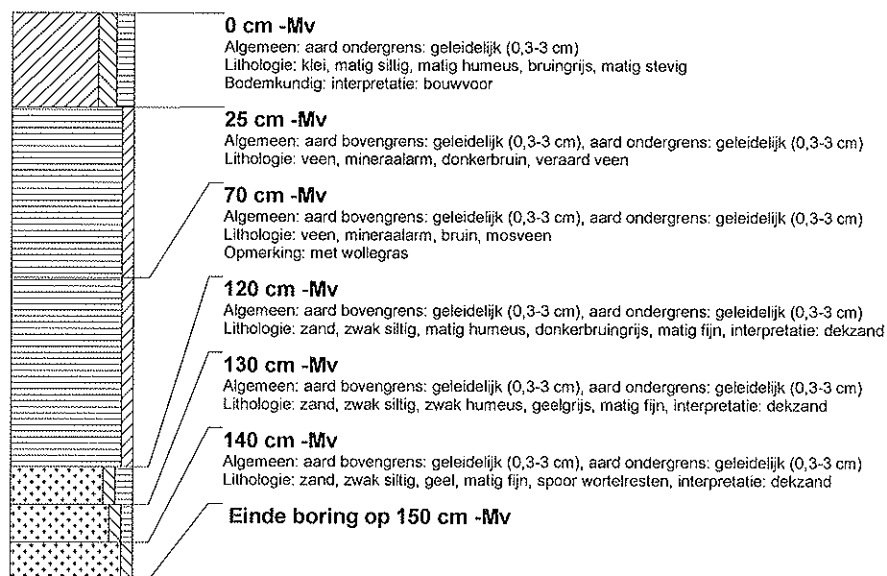 0 cm -Mv
Algemeen: aard ondergrens: geleidelijk (0,3-3 cm)
Lithologie: klei, matig siltig, matig humeus, bruingrijs, matig stevig
Bodemkundig: interpretatie: bouwvoor
25 cm -Mv
Algemeen: aard bovengrens: geleidelijk (0,3-3 cm), aard ondergrens: geleidelijk (0,3-3 cm)
Lithologie: veen, mineraalarm, donkerbruin, veraard veen
70 cm -Mv
Algemeen: aard bovengrens: geleidelijk (0,3-3 cm), aard ondergrens: geleidelijk (0,3-3 cm)
Lithologie: veen, mineraalarm, bruin, mosveen
Opmerking: met wollegras
120 cm -Mv
Algemeen: aard bovengrens: geleidelijk (0,3-3 cm), aard ondergrens: geleidelijk (0,3-3 cm)
Lithologie: zand, zwak siltig, matig humeus, donkerbruingrijs, matig fijn, interpretatie: dekzand
130 cm -Mv
Algemeen: aard bovengrens: geleidelijk (0,3-3 cm), aard ondergrens: geleidelijk (0,3-3 cm)
Lithologie: zand, zwak siltig, zwak humeus, geelgrijs, matig fijn, interpretatie: dekzand
140 cm -Mv
Algemeen: aard bovengrens: geleidelijk (0,3-3 cm), aard ondergrens: geleidelijk (0,3-3 cm)
Lithologie: zand, zwak siltig, geel, matig fijn, spoor wortelresten, interpretatie: dekzand
Einde boring op 150 cm -Mv